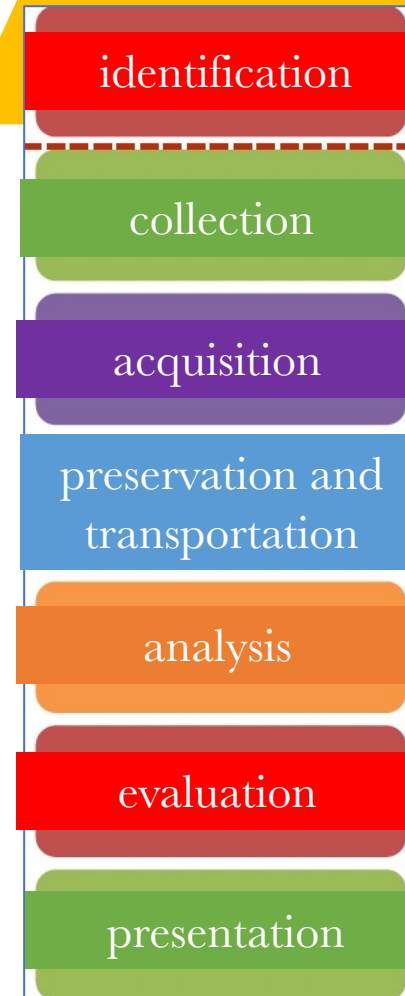 identification
collection
acquisition
preservation and
transportation
analysis
evaluation
presentation